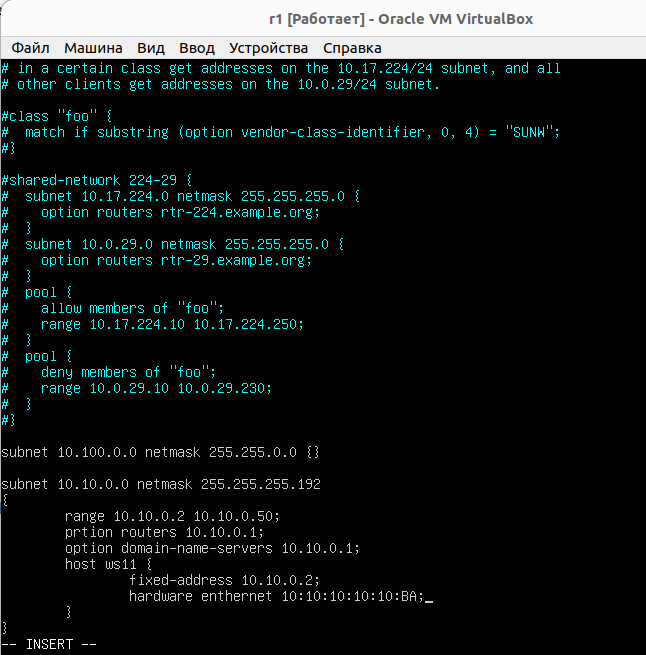 r1 [Работает] - Oracle VM VirtualBox
Файл Машина Вид Ввод Устройства Справка
# in a certain class get addresses on the 10.17.224/24 subnet, and all
# other clients get addresses on the 10.0.29/24 subnet.
#class "foo" {
#  match if substring (option vendor-class-identifier, 0, 4) = "SUNW";
#}
#shared-network 224-29 {
#  subnet 10.17.224.0 netmask 255.255.255.0 {
#    option routers rtr-224.example.org;
#  }
#  subnet 10.0.29.0 netmask 255.255.255.0 {
#    option routers rtr-29.example.org;
#  }
#  pool {
#    allow members of "foo";
#    range 10.17.224.10 10.17.224.250;
#  }
#  pool {
#    deny members of "foo";
#    range 10.0.29.10 10.0.29.230;
#  }
#}
subnet 10.100.0.0 netmask 255.255.0.0 {}
subnet 10.10.0.0 netmask 255.255.255.192
{
        range 10.10.0.2 10.10.0.50;
        prtion routers 10.10.0.1;
        option domain-name-servers 10.10.0.1;
        host ws11 {
                fixed-address 10.10.0.2;
                hardware enthernet 10:10:10:10:10:BA;_
        }
}
-- INSERT --